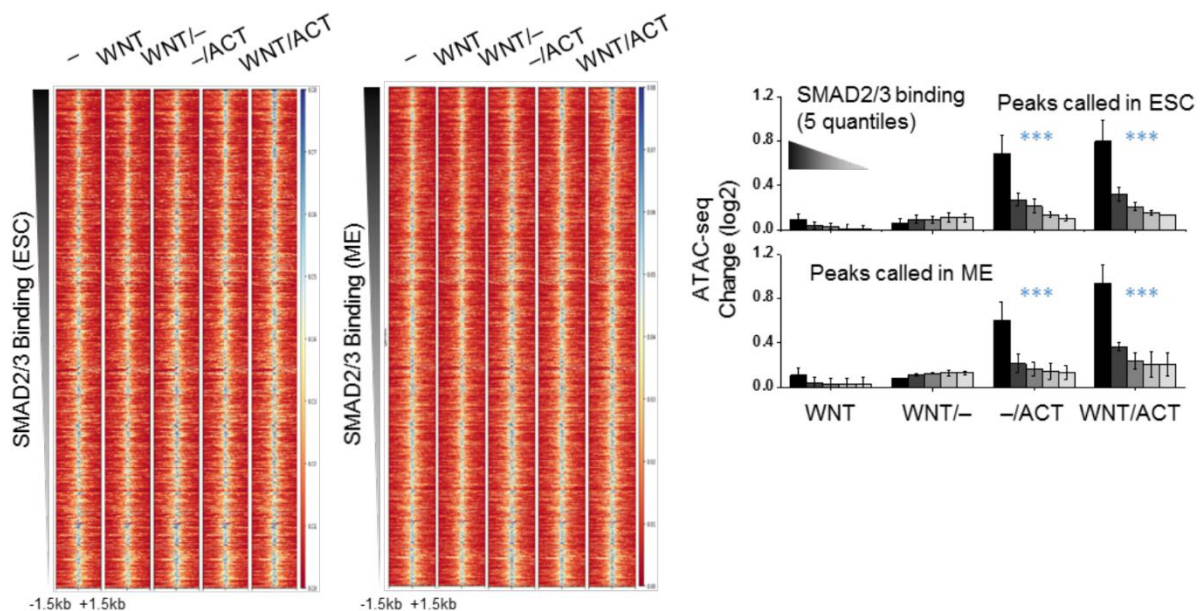 – WNT WNT/– –/ACT WNT/ACT
SMAD2/3 Binding (ESC)
-1.5kb +1.5kb
– WNT WNT/– –/ACT WNT/ACT
SMAD2/3 Binding (ME)
-1.5kb +1.5kb
ATAC-seq
Change (log2)
1.2
0.8
0.4
0.0
SMAD2/3 binding
(5 quantiles)
Peaks called in ESC
*** ***
1.2
0.8
0.4
0.0
Peaks called in ME
*** ***
WNT WNT/– –/ACT WNT/ACT